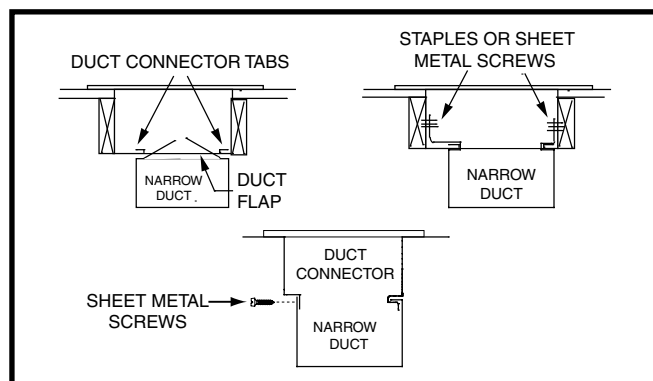 DUCT CONNECTOR TABS
NARROW
DUCT
DUCT
FLAP
STAPLES OR SHEET
METAL SCREWS
NARROW
DUCT
DUCT
CONNECTOR
SHEET METAL
SCREWS
NARROW
DUCT